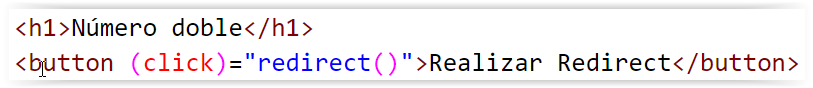 <h1>Número doble</h1>
<button (click)="redirect()">Realizar Redirect</button>